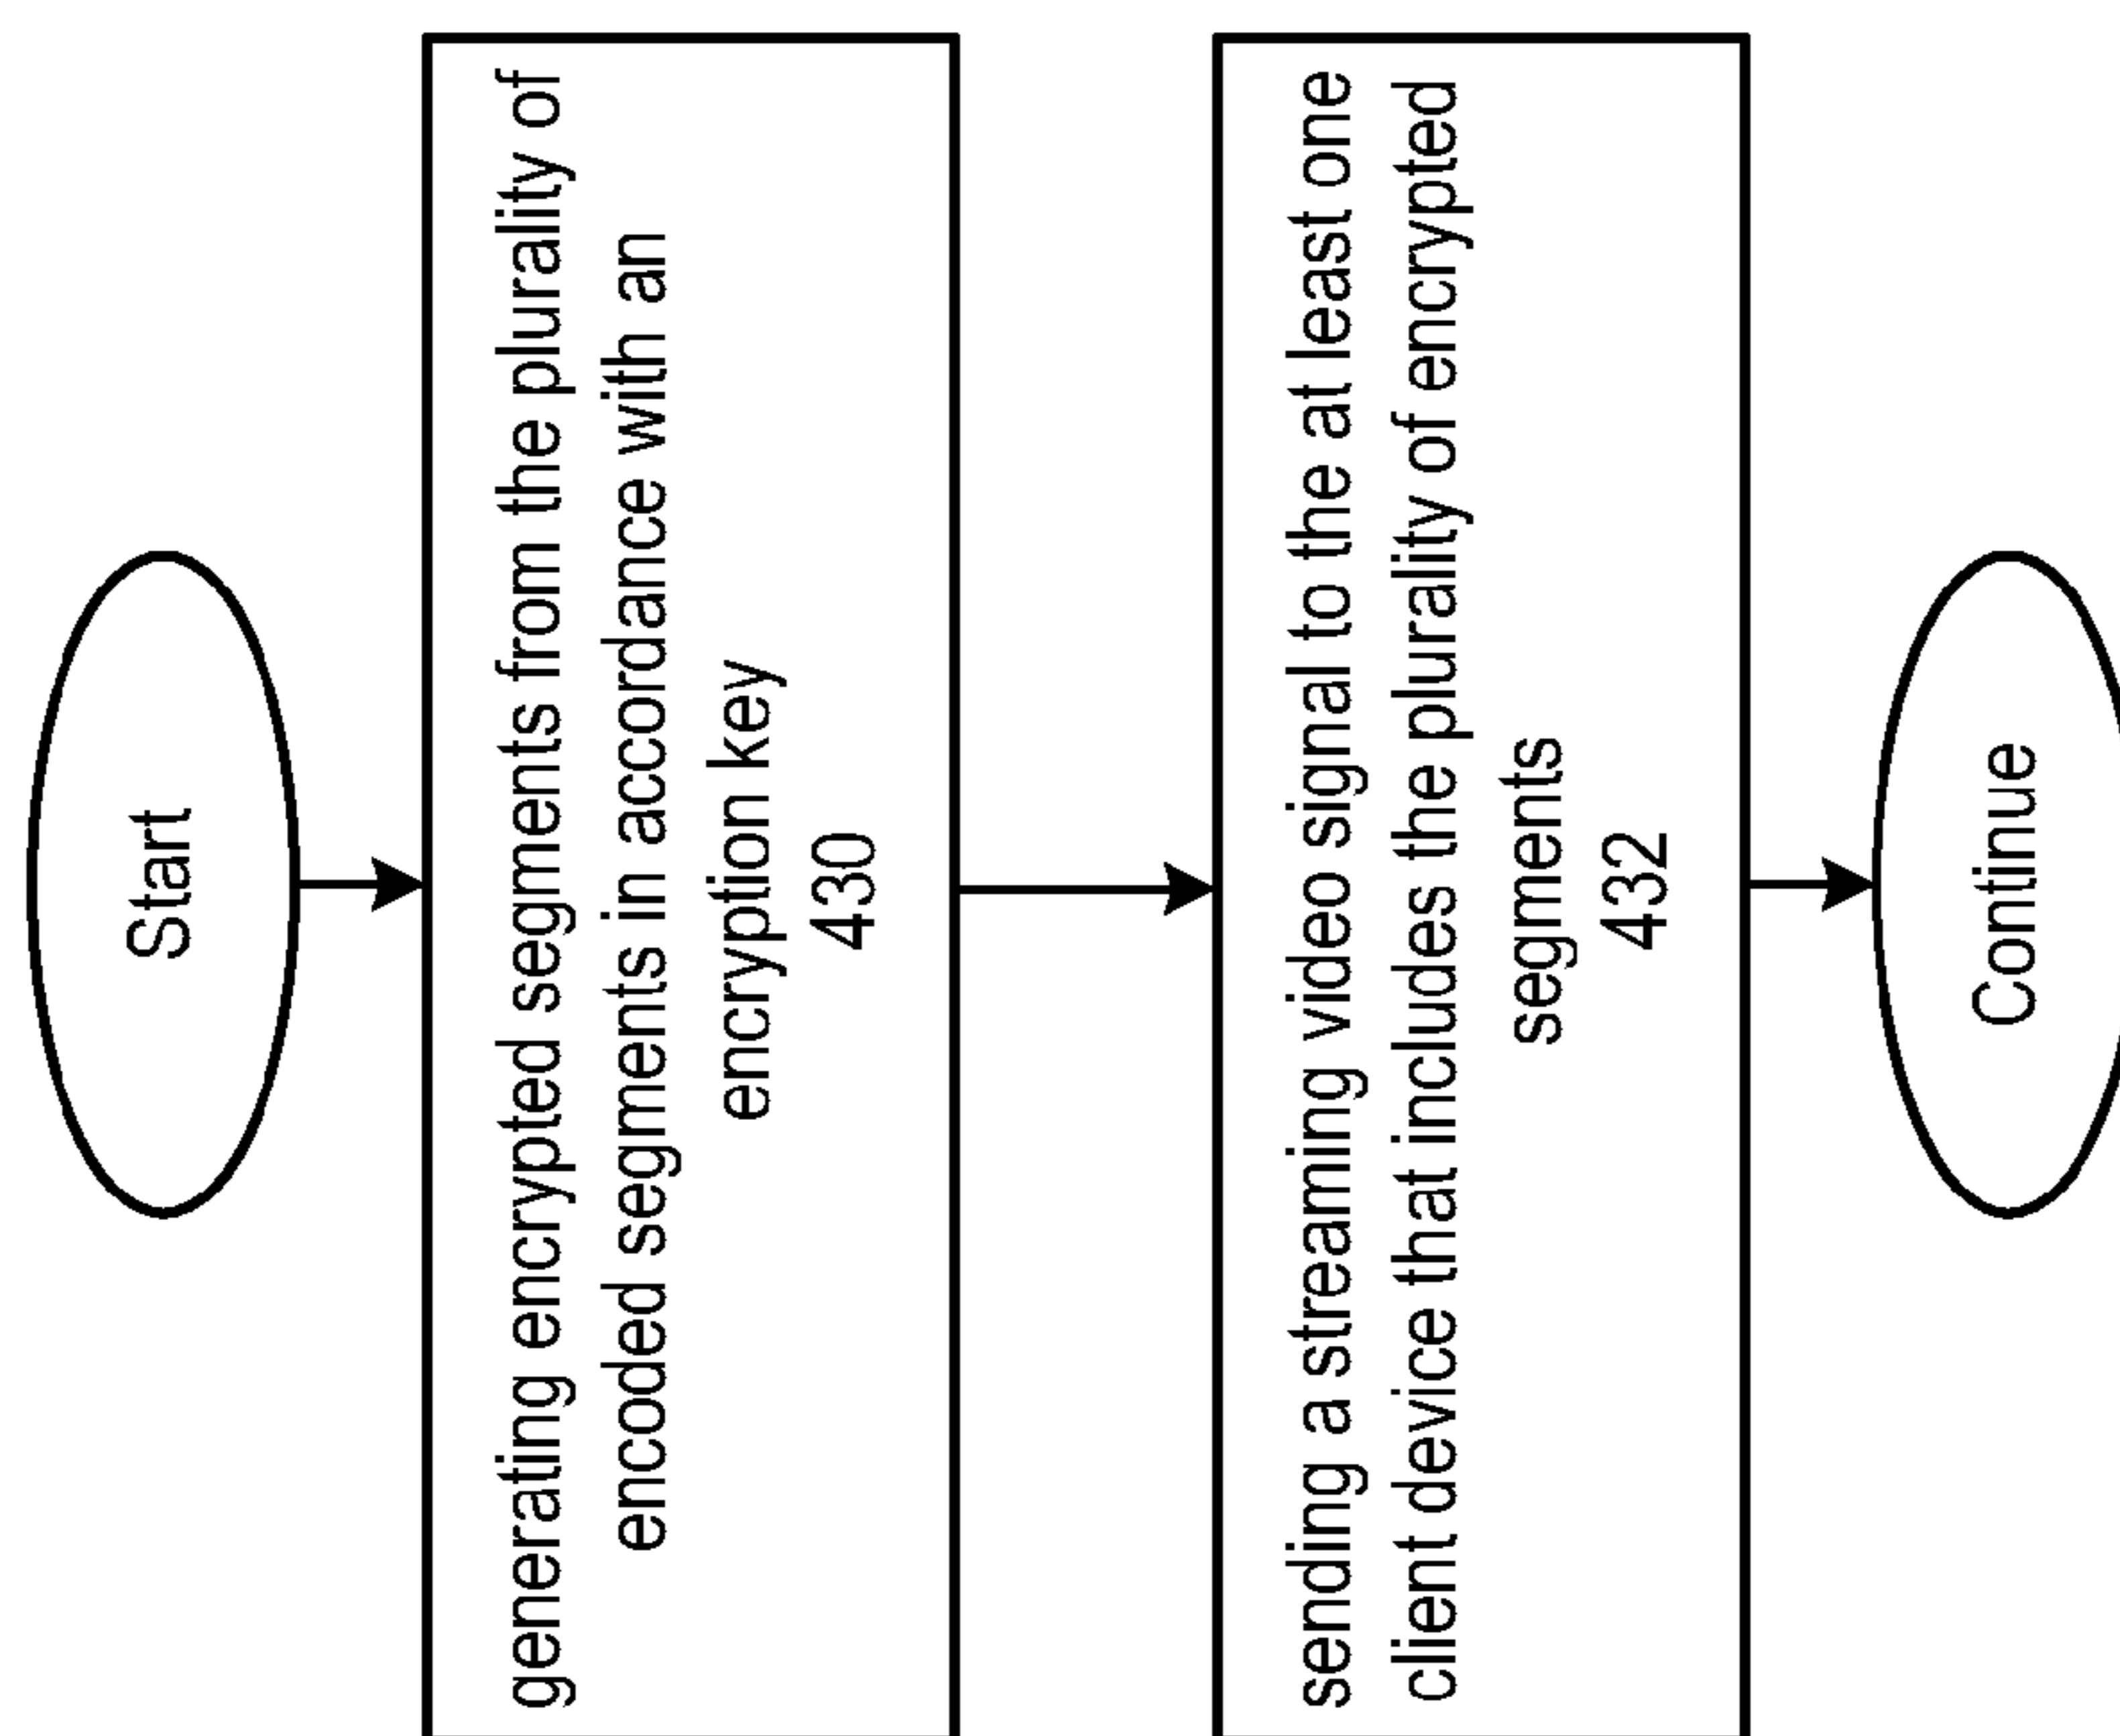 Start
generating encrypted segments from the plurality of
encoded segments in accordance with an
encryption key
430
sending a streaming video signal to the at least one
client device that includes the plurality of encrypted
segments
432
Continue